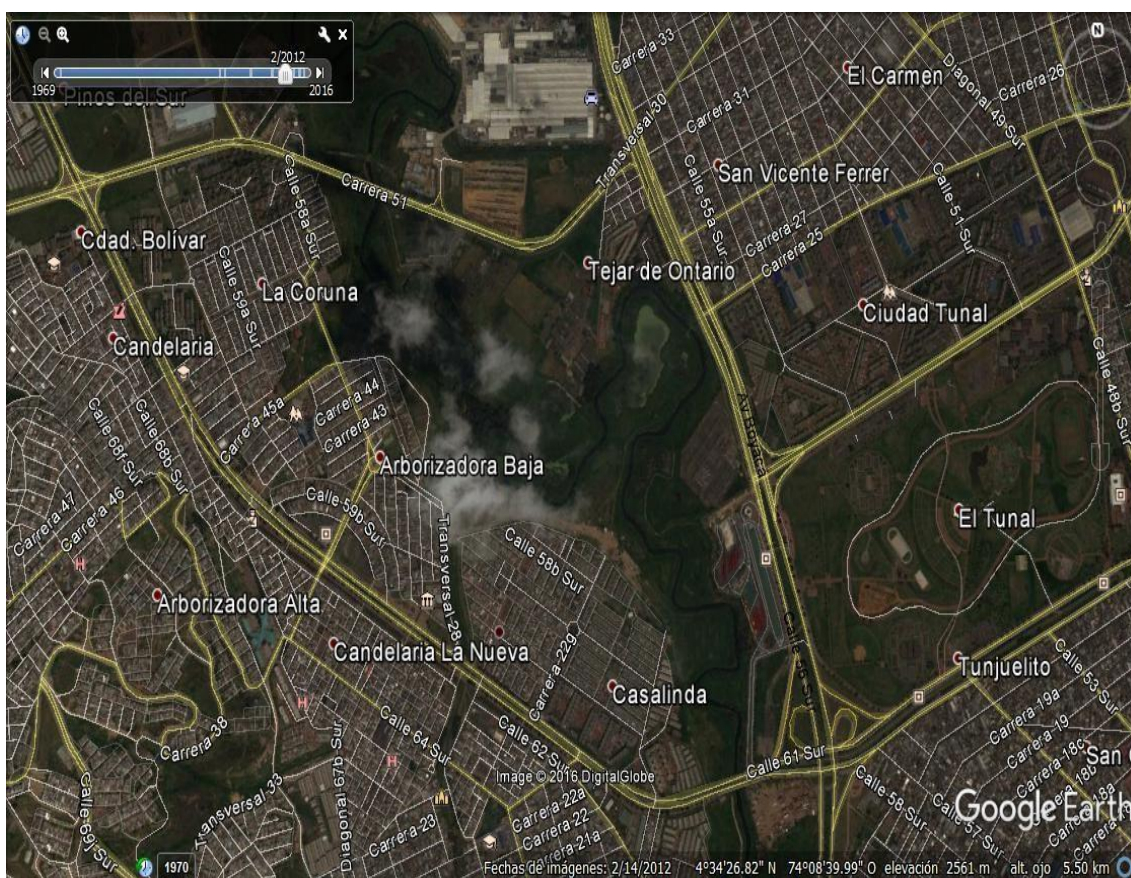 2/2012
1969
2016
Pinos del Sur
N
Carrera 33
El Carmen
Diagonal 49 Sur
Carrera 26
Carrera 31
Transversal 30
San Vicente Ferrer
Calle 55a Sur
Calle 58a Sur
Carrera 51
Carrera 27
Calle 51 Sur
Carrera 25
Cdad. Bolívar
Calle 59a Sur
La Coruna
Tejar de Ontario
Ciudad Tunal
Candelaria
Calle 48b Sur
Carrera 44
Carrera 43
Carrera 45a
Av Boyacá
Calle 68f Sur
Calle 68b Sur
Arborizadora Baja
Carrera 47
Carrera 46
Calle 59b Sur
El Tunal
Transversal 28
Calle 58b Sur
Arborizadora Alta
Candelaria La Nueva
Carrera 22g
Calle 56 Sur
Tunjuelito
Calle 53 Sur
Casalinda
Carrera 19a
Carrera 19
Carrera 38
Calle 64 Sur
Calle 62 Sur
Calle 61 Sur
Carrera 18c
San
Carrera 18b
Carrera 18a
Image © 2016 DigitalGlobe
Calle 69j Sur
Transversal 33
Diagonal 67b Sur
Carrera 23
Carrera 22a
Carrera 22
Carrera 21a
Calle 58 Sur
Calle 57 Sur
Google Earth
1970
Fechas de imágenes: 2/14/2012 4°34'26.82" N 74°08'39.99" O elevación 2561 m alt. ojo 5.50 km